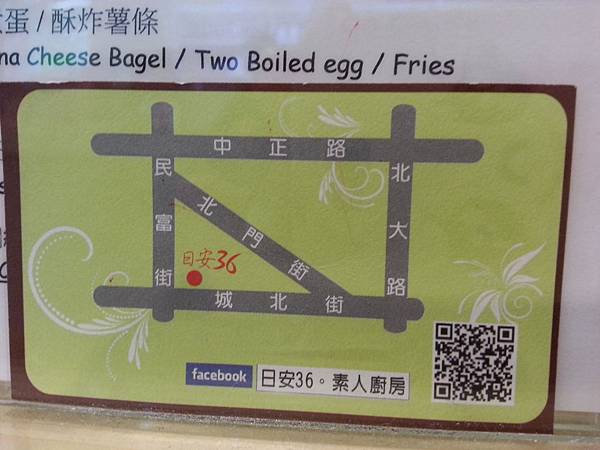 蛋 / 酥炸薯條
na Cheese Bagel / Two Boiled egg / Fries
中正路
民富街
北門街
北大路
日安36
城北街
facebook
日安36。素人廚房